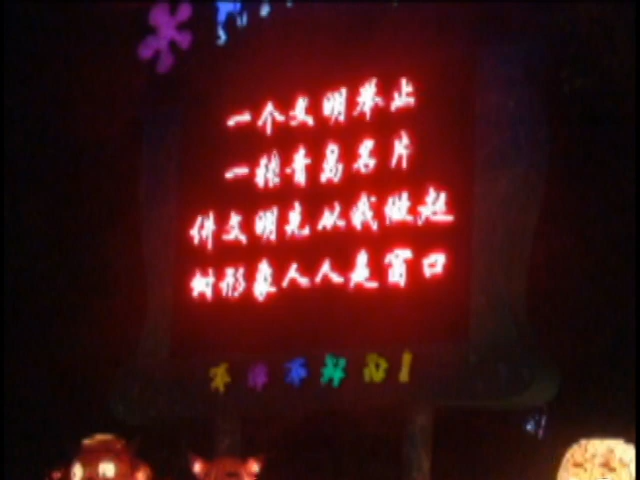 一个文明举止
一张青岛名片
讲文明先从我做起
树形象人人是窗口